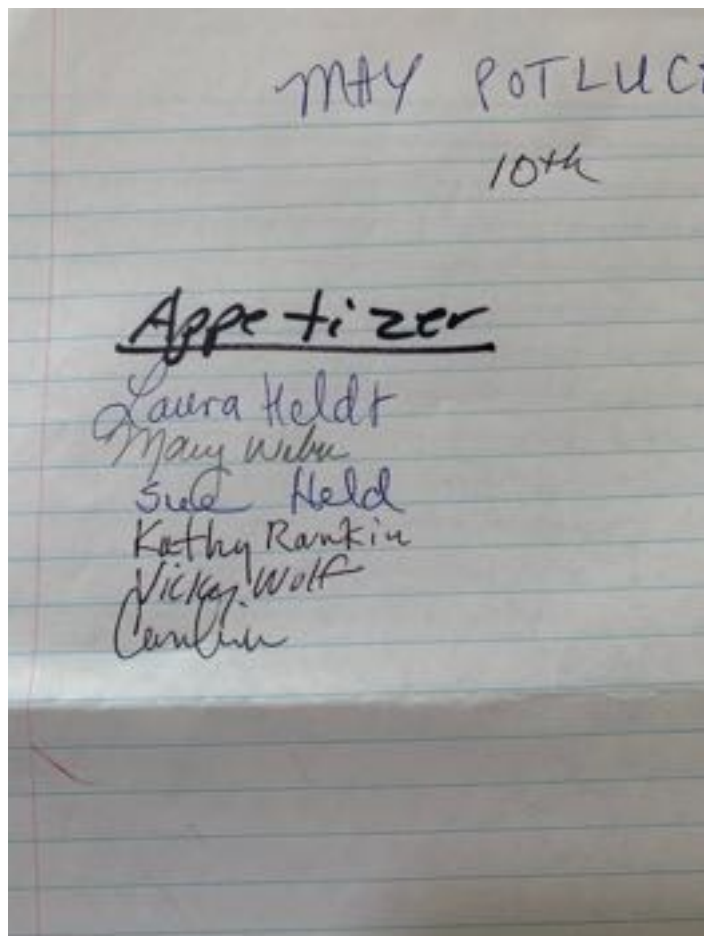 MAY POTLUC
10th
Appetizer
Laura Heldt
Mary Weber
Sue Held
Kathy Rankin
Vicky Wolf